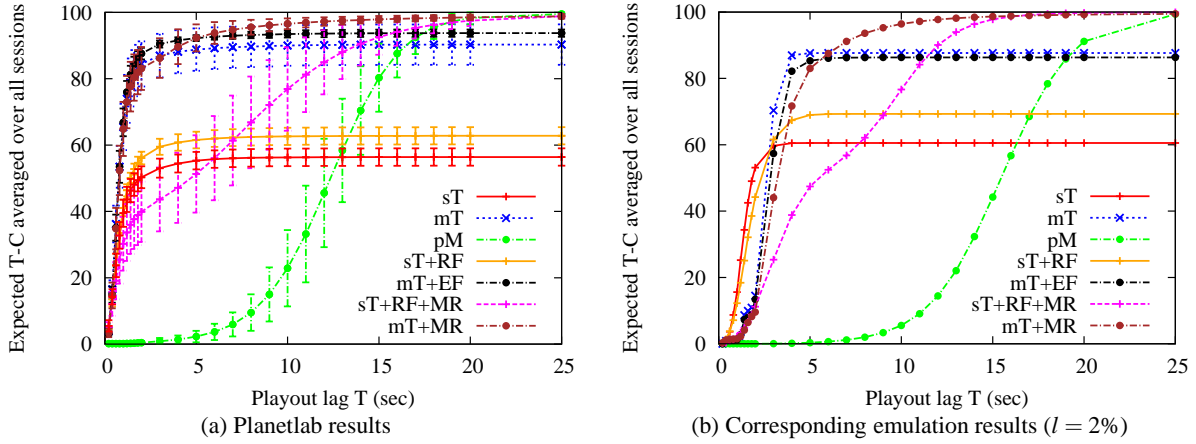 Expected T-C averaged over all sessions
100
80
60
40
20
0
0 5 10 15 20 25
Playout lag T (sec)
sT
mT
pM
sT+RF
mT+EF
sT+RF+MR
mT+MR
(a) Planetlab results
Expected T-C averaged over all sessions
100
80
60
40
20
0
0 5 10 15 20 25
Playout lag T (sec)
sT
mT
pM
sT+RF
mT+EF
sT+RF+MR
mT+MR
(b) Corresponding emulation results (l = 2%)